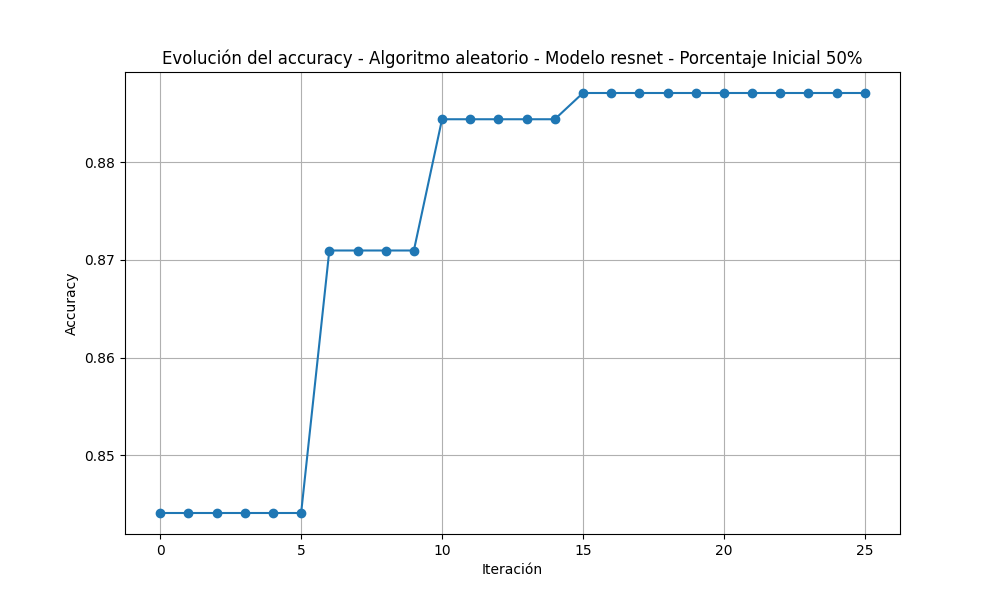 Evolución del accuracy - Algoritmo aleatorio - Modelo resnet - Porcentaje Inicial 50%
Accuracy
0.88
0.87
0.86
0.85
0 5 10 15 20 25
Iteración